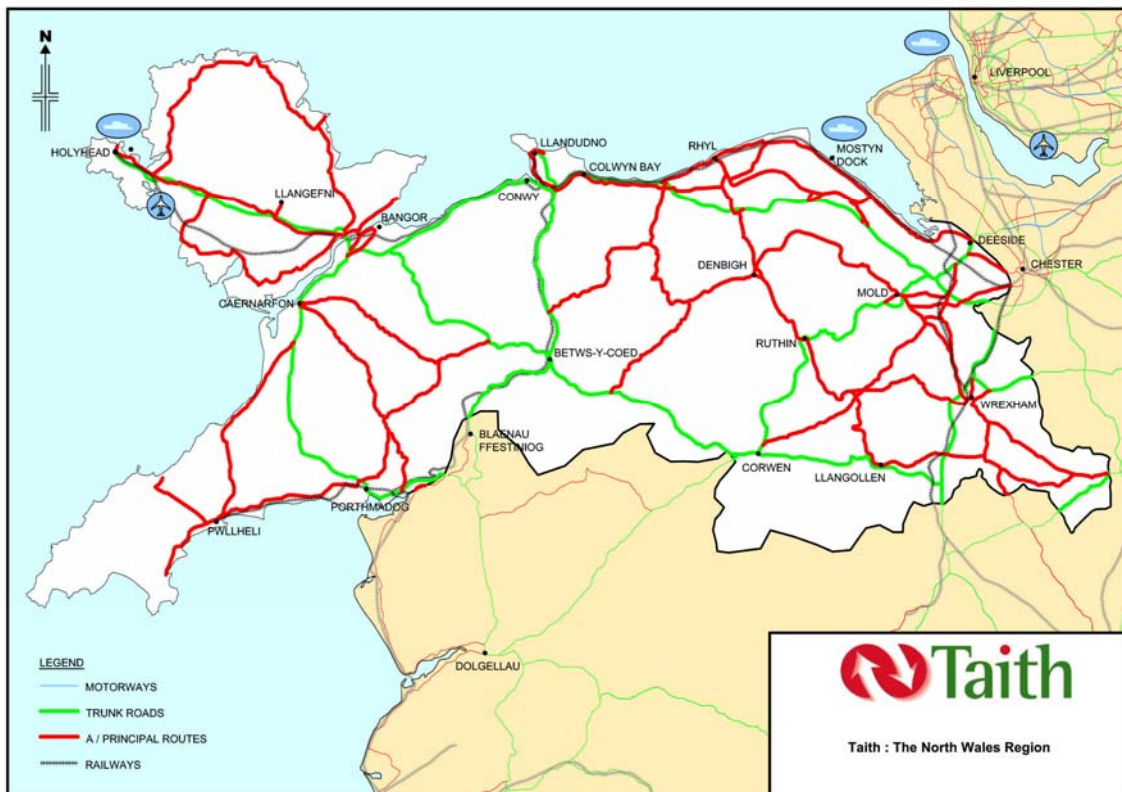 N
LIVERPOOL
HOLYHEAD
LLANDUDNO
COLWYN BAY
RHYL
MOSTYN
DOCK
LLANGEFNI
CONWY
BANGOR
DEESIDE
CHESTER
DENBIGH
MOLD
CAERNARFON
RUTHIN
BETWS-Y-COED
WREXHAM
BLAENAU
FFESTINIOG
CORWEN
LLANGOLLEN
PORTHMADOG
PWLLHELI
DOLGELLAU
LEGEND
MOTORWAYS
TRUNK ROADS
A / PRINCIPAL ROUTES
RAILWAYS
Taith
Taith : The North Wales Region